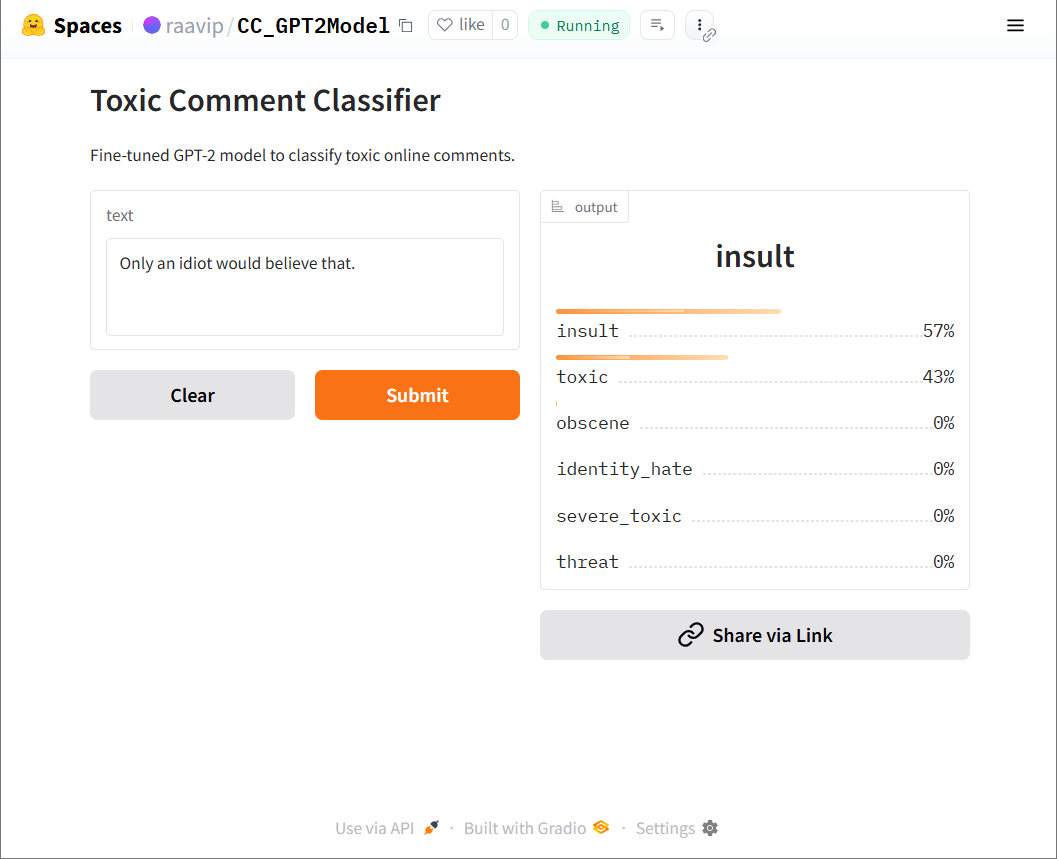 Spaces raavip/CC_GPT2Model like 0 Running
Toxic Comment Classifier
Fine-tuned GPT-2 model to classify toxic online comments.
text
Only an idiot would believe that.
Clear Submit
output
insult
insult 57%
toxic 43%
obscene 0%
identity_hate 0%
severe_toxic 0%
threat 0%
Share via Link
Use via API · Built with Gradio · Settings